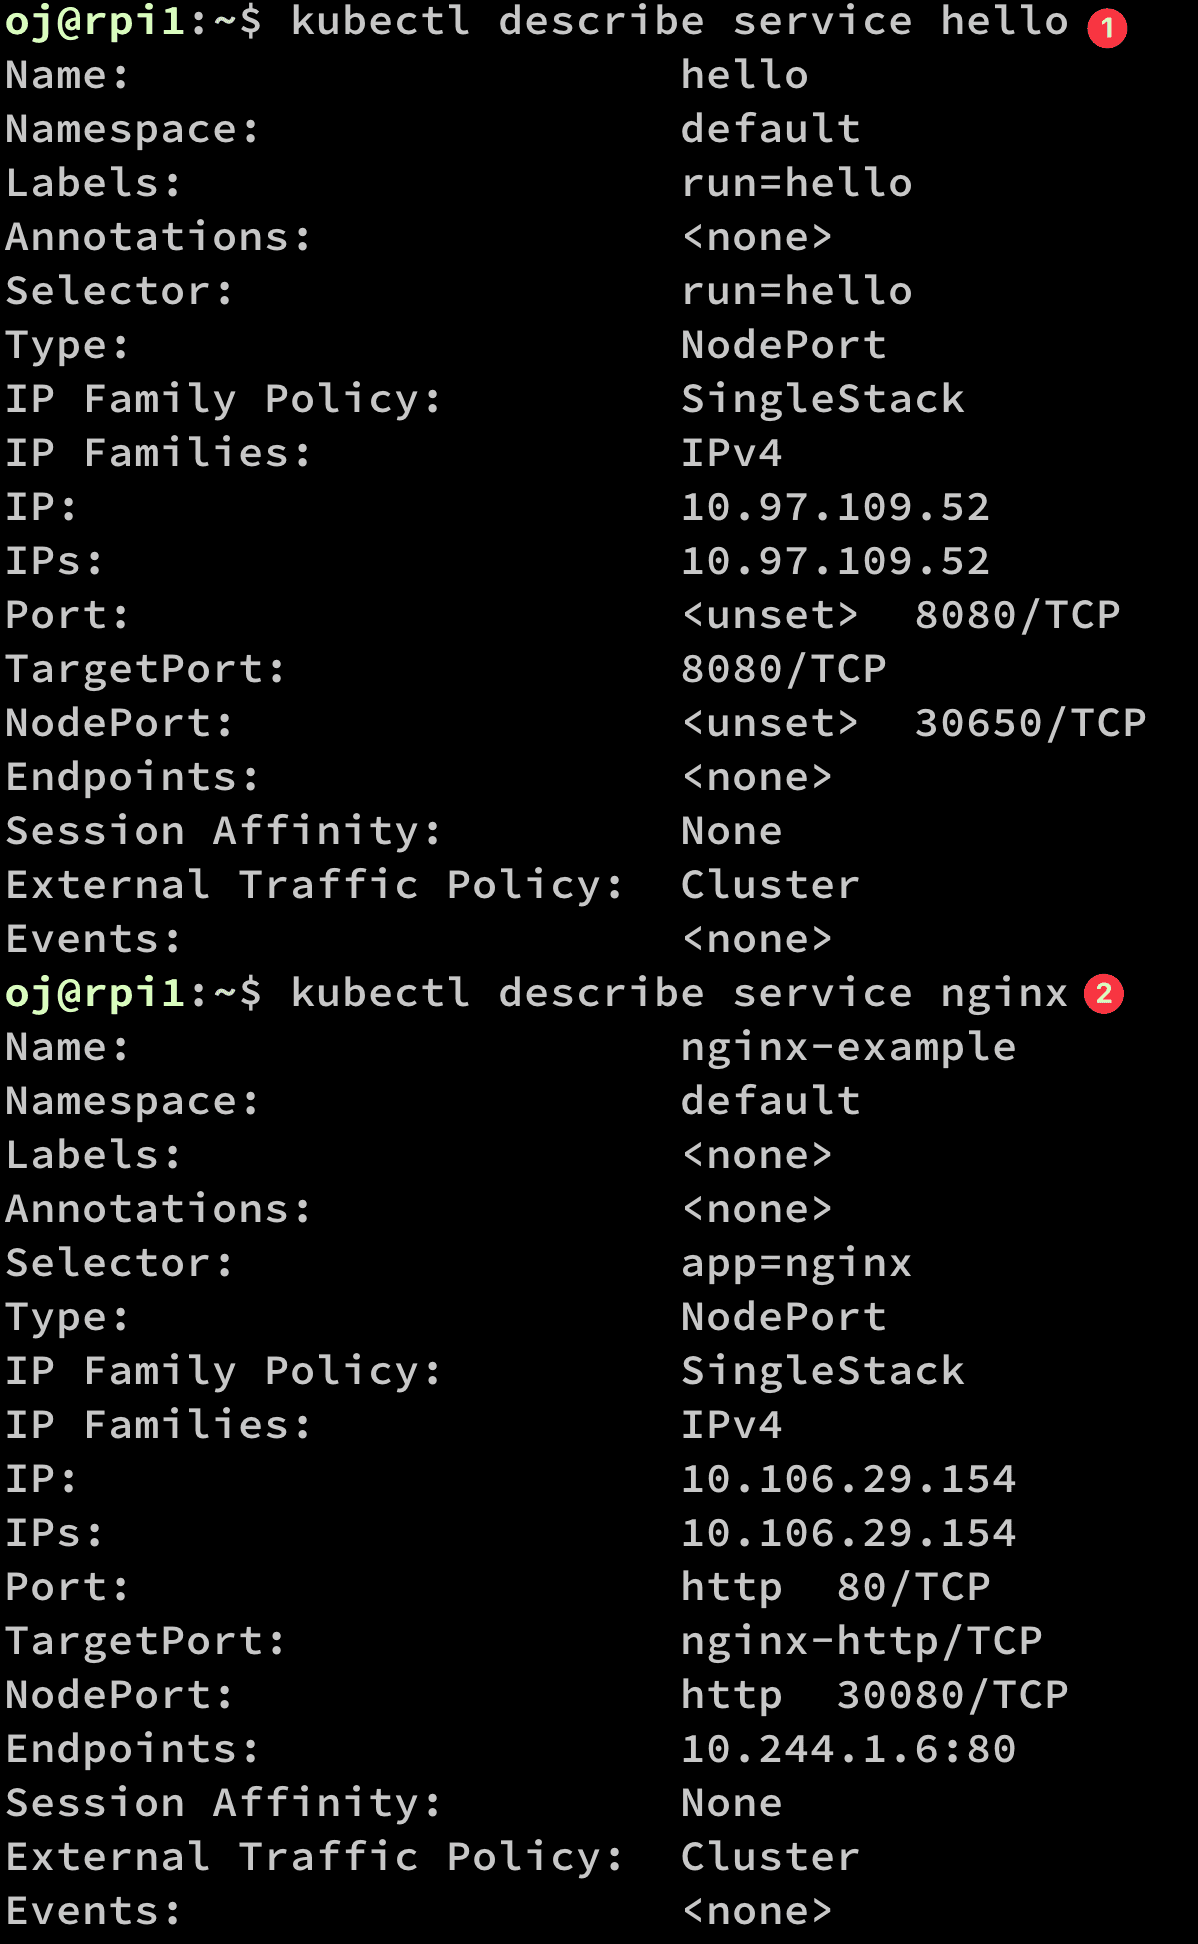 oj@rpi1:~$ kubectl describe service hello 1
Name:                     hello
Namespace:                default
Labels:                   run=hello
Annotations:              <none>
Selector:                 run=hello
Type:                     NodePort
IP Family Policy:         SingleStack
IP Families:              IPv4
IP:                       10.97.109.52
IPs:                      10.97.109.52
Port:                     <unset>  8080/TCP
TargetPort:               8080/TCP
NodePort:                 <unset>  30650/TCP
Endpoints:                <none>
Session Affinity:         None
External Traffic Policy:  Cluster
Events:                   <none>
oj@rpi1:~$ kubectl describe service nginx 2
Name:                     nginx-example
Namespace:                default
Labels:                   <none>
Annotations:              <none>
Selector:                 app=nginx
Type:                     NodePort
IP Family Policy:         SingleStack
IP Families:              IPv4
IP:                       10.106.29.154
IPs:                      10.106.29.154
Port:                     http  80/TCP
TargetPort:               nginx-http/TCP
NodePort:                 http  30080/TCP
Endpoints:                10.244.1.6:80
Session Affinity:         None
External Traffic Policy:  Cluster
Events:                   <none>